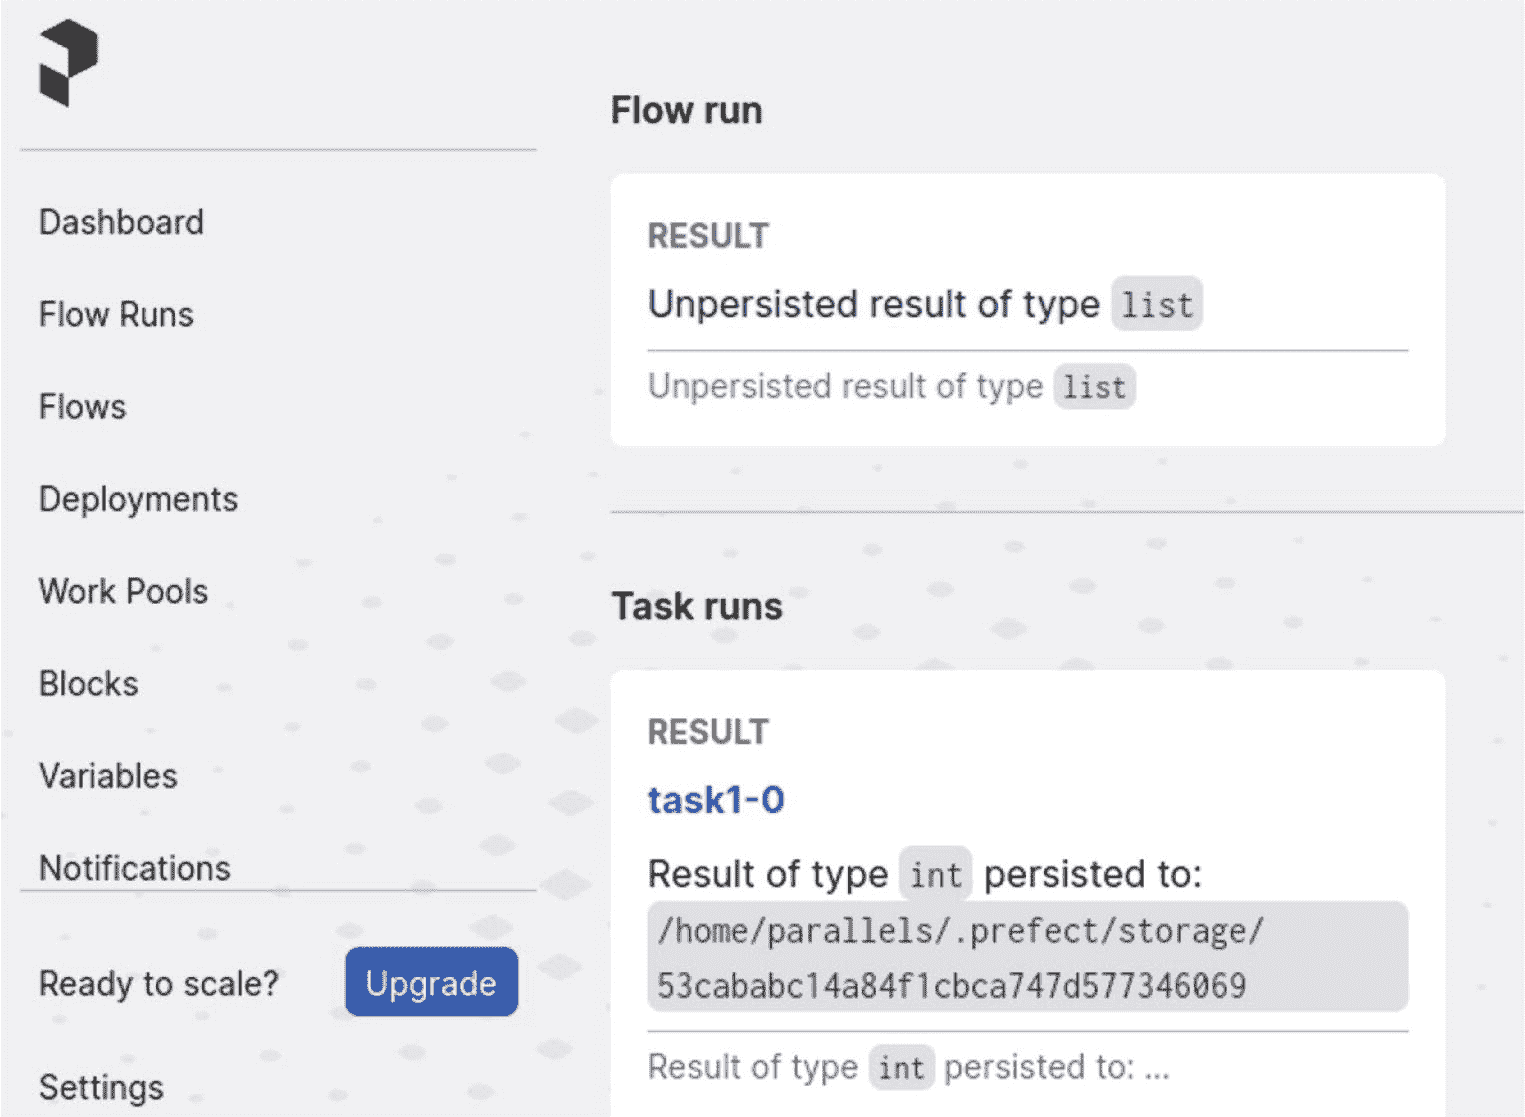 Dashboard
Flow Runs
Flows
Deployments
Work Pools
Blocks
Variables
Notifications
Ready to scale? Upgrade
Settings
Flow run
RESULT
Unpersisted result of type list
Unpersisted result of type list
Task runs
RESULT
task1-0
Result of type int persisted to:
/home/parallels/.prefect/storage/
53cababc14a84f1cbca747d577346069
Result of type int persisted to: ...